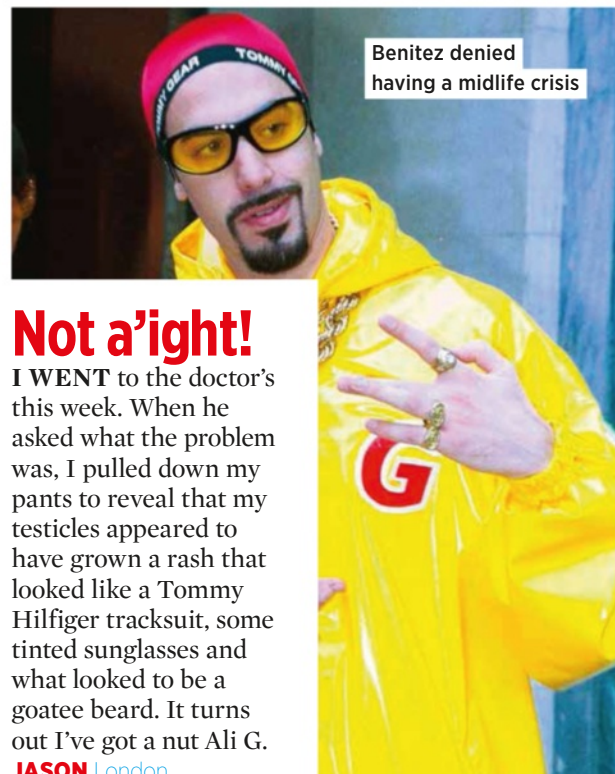 TOMMY GEAR
TOMMY
Benitez denied
having a midlife crisis
G
Not a’ight!
I WENT to the doctor’s
this week. When he
asked what the problem
was, I pulled down my
pants to reveal that my
testicles appeared to
have grown a rash that
looked like a Tommy
Hilfiger tracksuit, some
tinted sunglasses and
what looked to be a
goatee beard. It turns
out I’ve got a nut Ali G.
JASON London